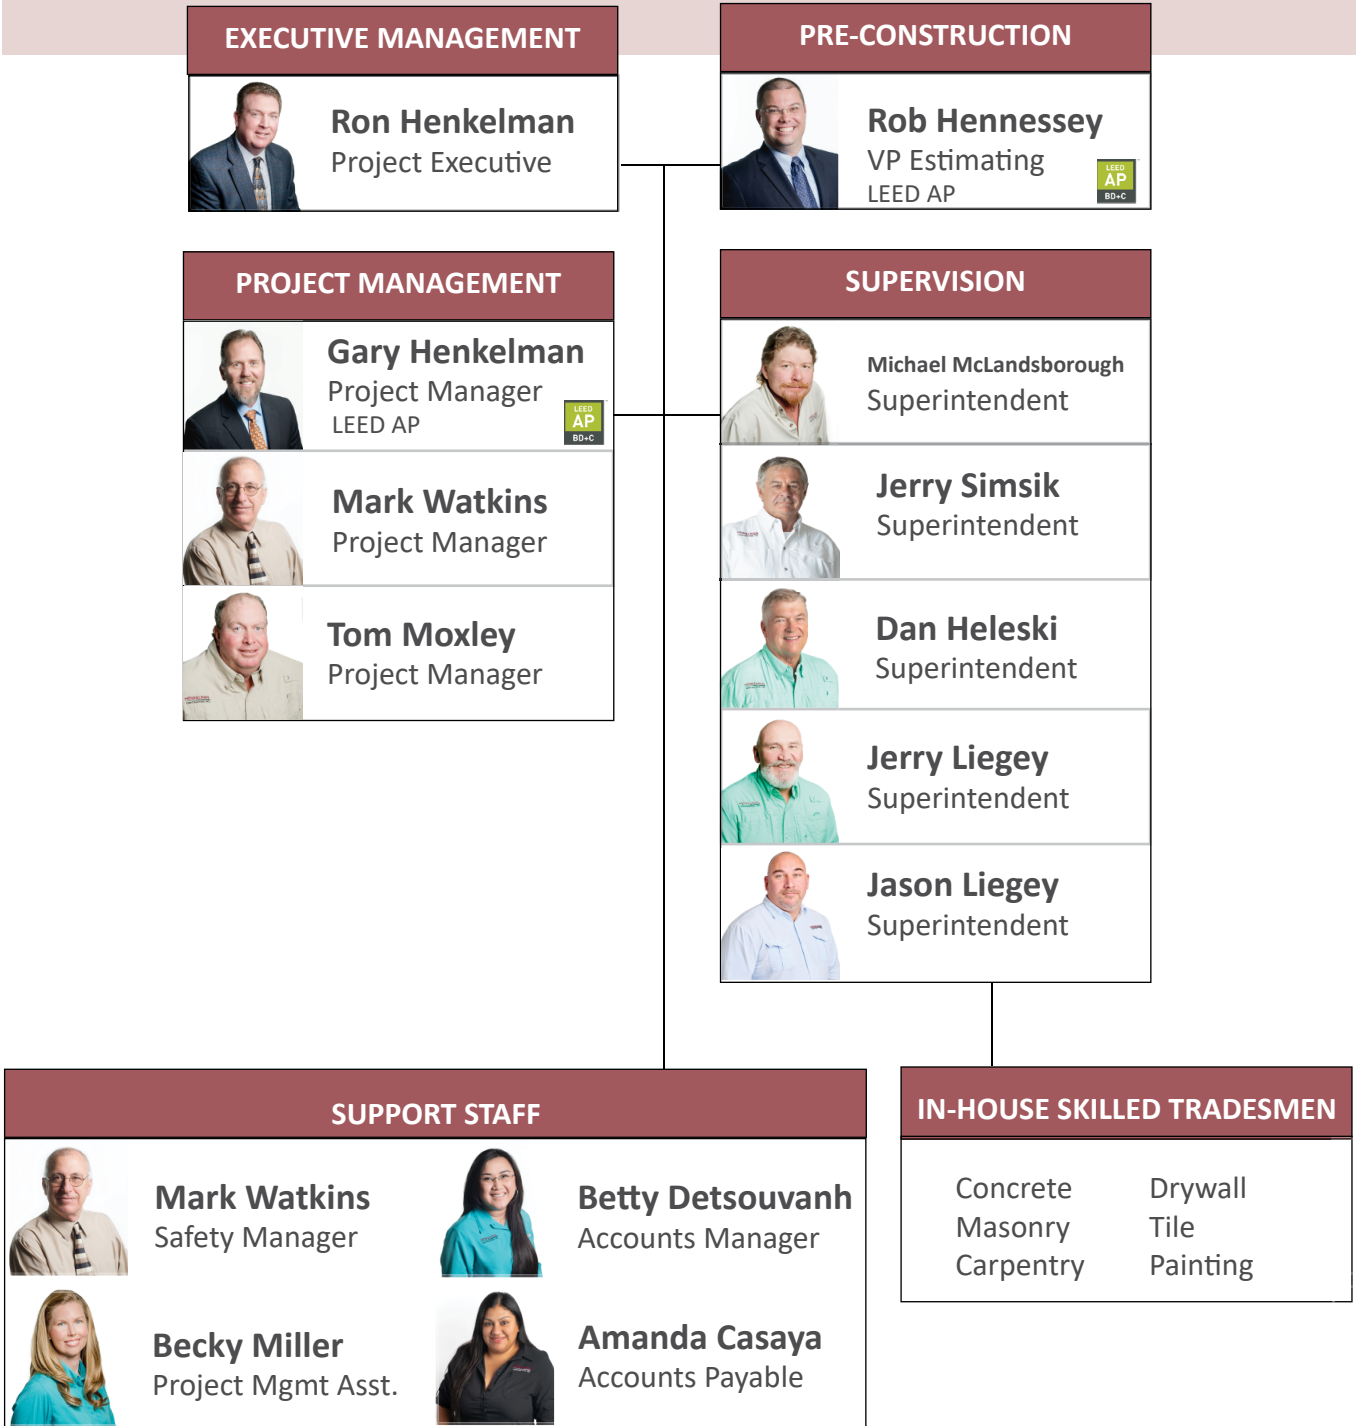 EXECUTIVE MANAGEMENT
Ron Henkelman
Project Executive
PRE-CONSTRUCTION
Rob Hennessey
VP Estimating
LEED AP
LEED
AP
BD+C
PROJECT MANAGEMENT
Gary Henkelman
Project Manager
LEED AP
LEED
AP
BD+C
Mark Watkins
Project Manager
Tom Moxley
Project Manager
SUPERVISION
Michael McLandsborough
Superintendent
Jerry Simsik
Superintendent
Dan Heleski
Superintendent
Jerry Liegey
Superintendent
Jason Liegey
Superintendent
SUPPORT STAFF
Mark Watkins
Safety Manager
Betty Detsouvanh
Accounts Manager
Becky Miller
Project Mgmt Asst.
Amanda Casaya
Accounts Payable
IN-HOUSE SKILLED TRADESMEN
Concrete
Masonry
Carpentry
Drywall
Tile
Painting